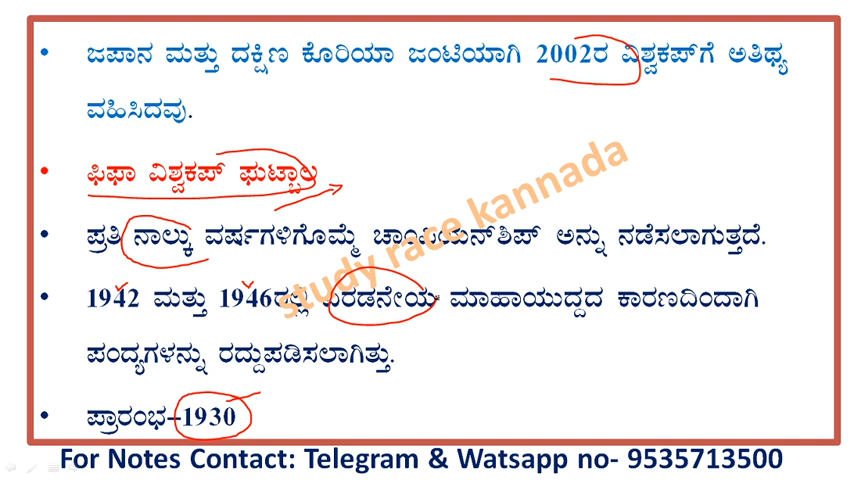 ಜಪಾನ ಮತ್ತು ದಕ್ಷಿಣ ಕೊರಿಯಾ ಜಂಟಿಯಾಗಿ 2002ರ ವಿಶ್ವಕಪ್‌ಗೆ ಅತಿಥ್ಯ
ವಹಿಸಿದವು.
ಫಿಫಾ ವಿಶ್ವಕಪ್ ಫುಟ್ಬಾಲ
ಪ್ರತಿ ನಾಲ್ಕು ವರ್ಷಗಳಿಗೊಮ್ಮೆ ಚಾಂಪಿಯನ್‌ಶಿಪ್ ಅನ್ನು ನಡೆಸಲಾಗುತ್ತದೆ.
1942 ಮತ್ತು 1946ರಲ್ಲಿ ಎರಡನೇಯ ಮಾಹಾಯುದ್ದದ ಕಾರಣದಿಂದಾಗಿ
ಪಂದ್ಯಗಳನ್ನು ರದ್ದುಪಡಿಸಲಾಗಿತ್ತು.
ಪ್ರಾರಂಭ-1930
study race kannada
For Notes Contact: Telegram & Watsapp no- 9535713500